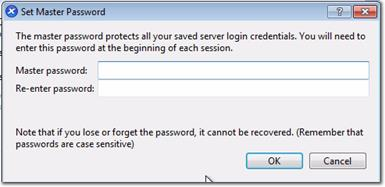 Set Master Password
The master password protects all your saved server login credentials. You will need to
enter this password at the beginning of each session.
Master password:
Re-enter password:
Note that if you lose or forget the password, it cannot be recovered. (Remember that
passwords are case sensitive)
OK Cancel